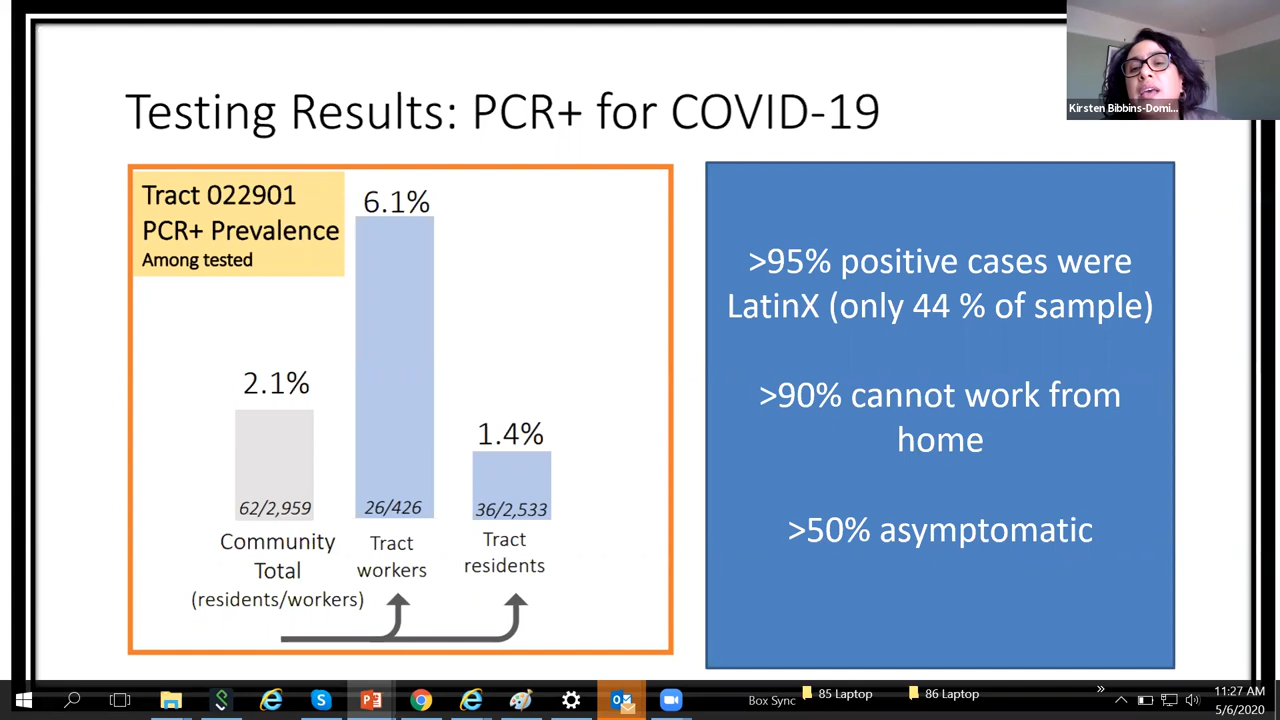 Testing Results: PCR+ for COVID-19
Kirsten Bibbins-Domi...
Tract 022901
PCR+ Prevalence
Among tested
6.1%
2.1%
1.4%
62/2,959
26/426
36/2,533
Community
Total
(residents/workers)
Tract
workers
Tract
residents
>95% positive cases were
LatinX (only 44 % of sample)
>90% cannot work from
home
>50% asymptomatic
Box Sync
85 Laptop
86 Laptop
11:27 AM
5/6/2020